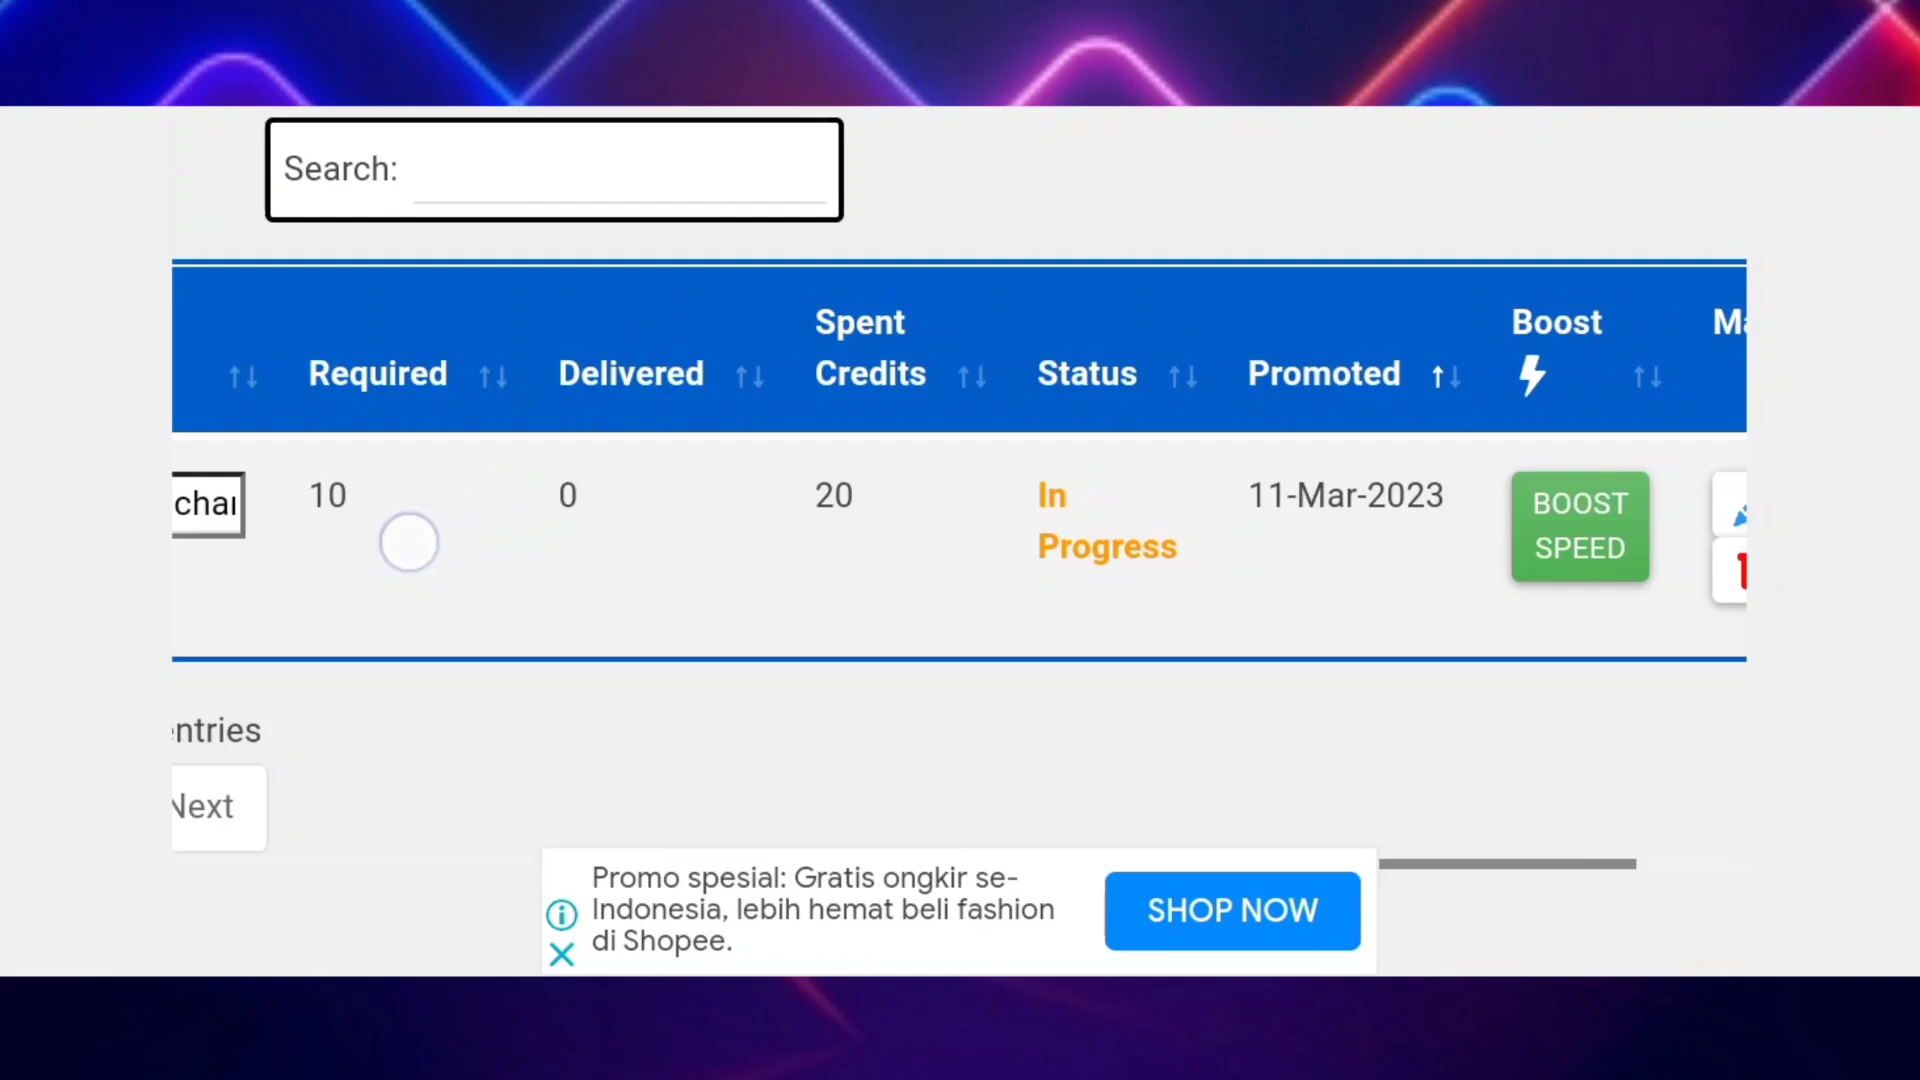 Search:
Required Delivered Spent Credits Status Promoted Boost
chai 10 0 20 In Progress 11-Mar-2023 BOOST SPEED
entries
Next
Promo spesial: Gratis ongkir se-
Indonesia, lebih hemat beli fashion
di Shopee.
SHOP NOW